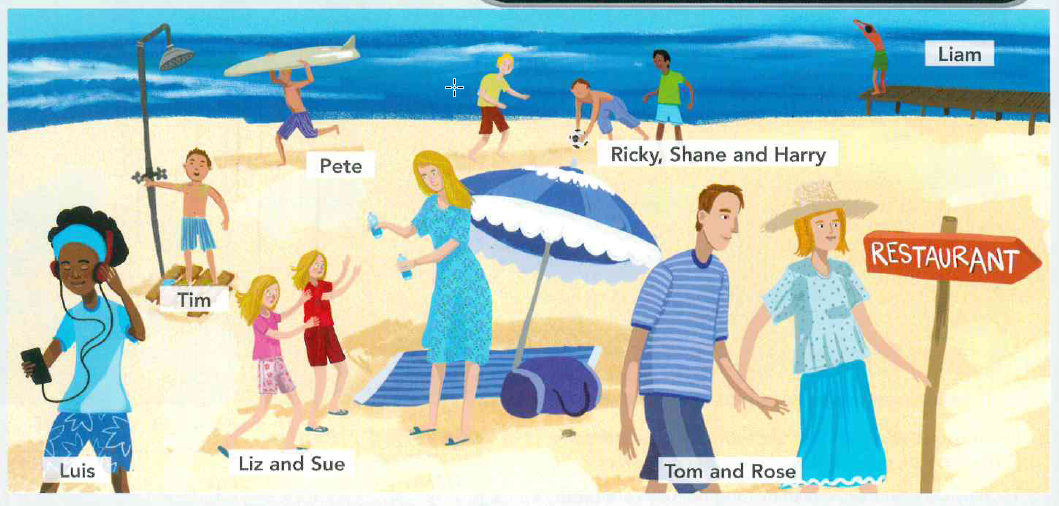 Liam
Pete
Ricky, Shane and Harry
RESTAURANT
Tim
Luis
Liz and Sue
Tom and Rose